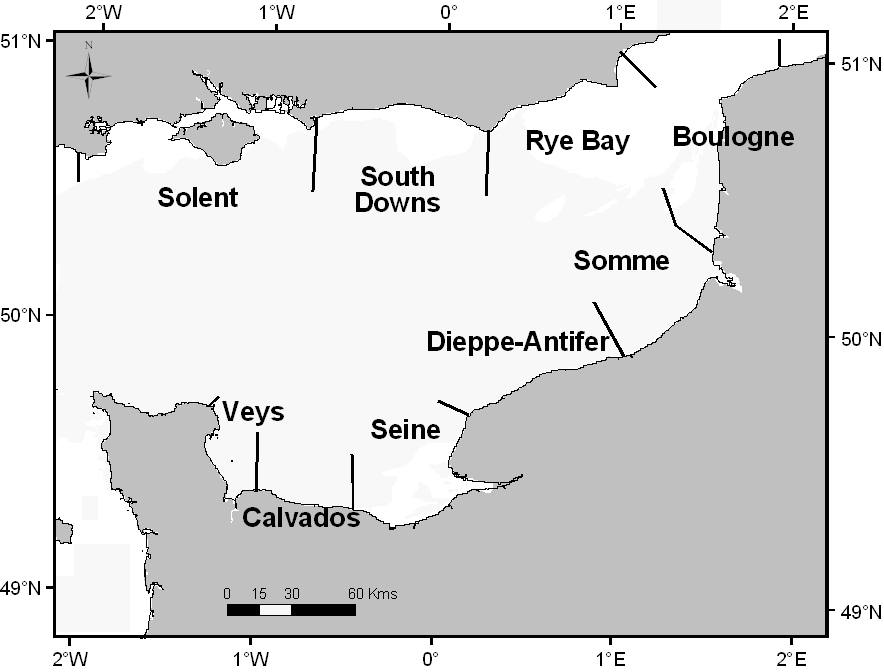 2°W 1°W 0° 1°E 2°E
51°N
N
51°N
Rye Bay
Boulogne
Solent
South
Downs
Somme
50°N
50°N
Dieppe-Antifer
Veys
Seine
Calvados
49°N
0 15 30 60 Kms
49°N
2°W 1°W 0° 1°E 2°E